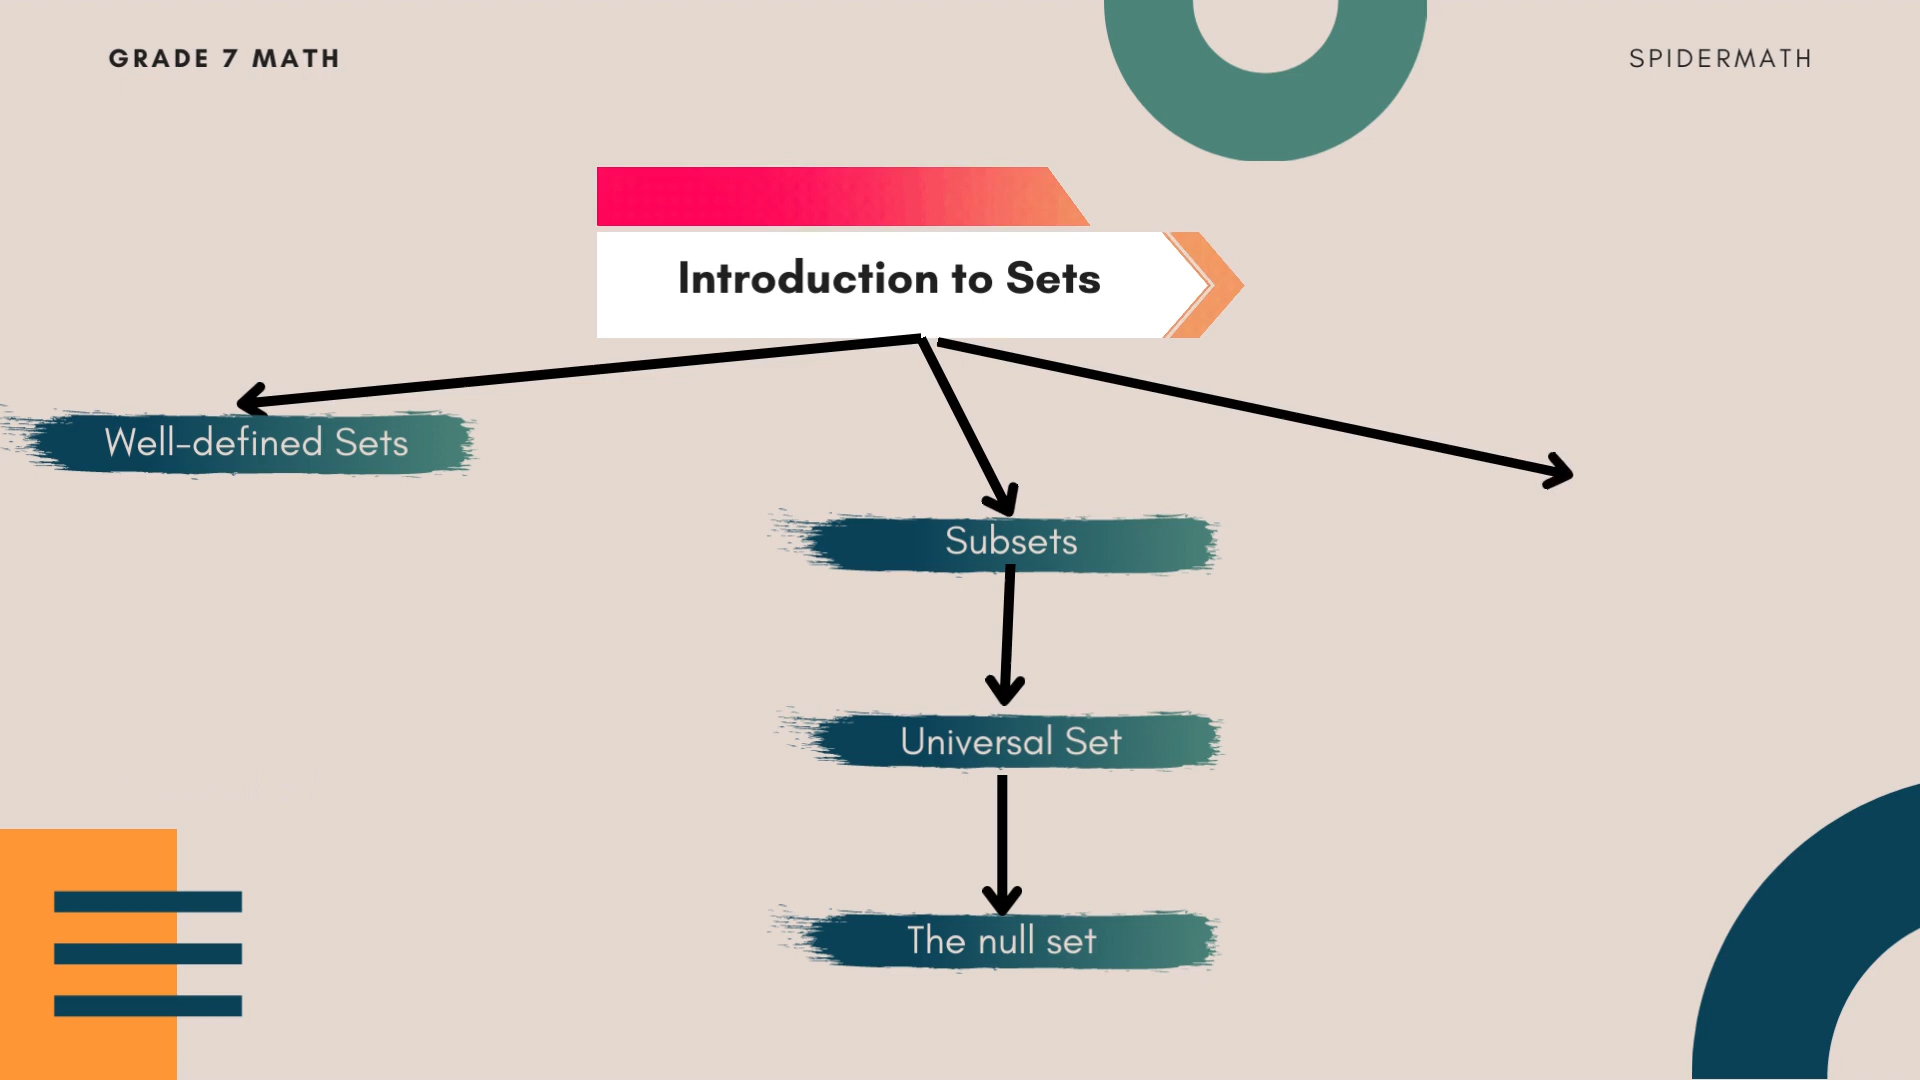 GRADE 7 MATH
SPIDERMATH
Introduction to Sets
Well-defined Sets
Subsets
Universal Set
The null set